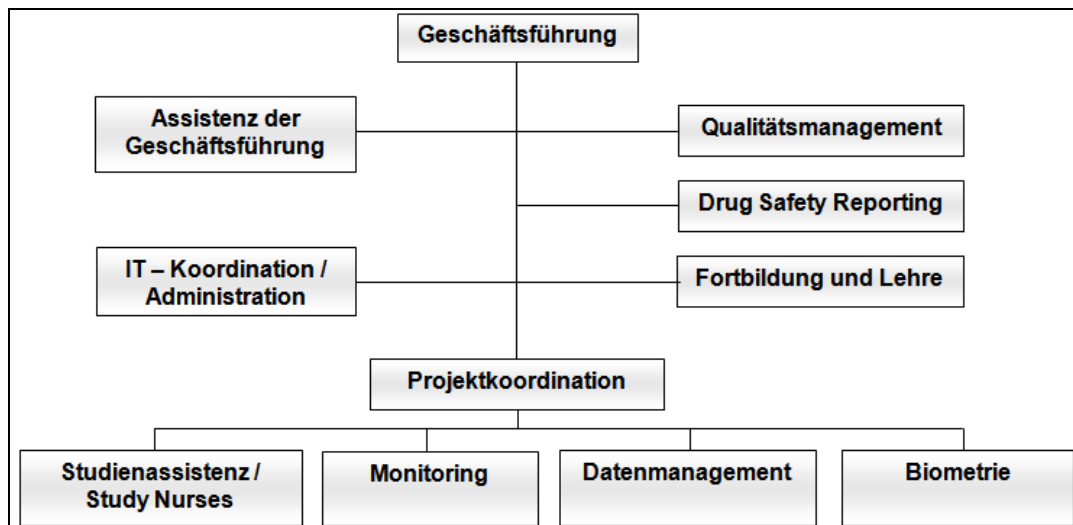 Geschäftsführung
Assistenz der
Geschäftsführung
Qualitätsmanagement
Drug Safety Reporting
IT – Koordination /
Administration
Fortbildung und Lehre
Projektkoordination
Studienassistenz /
Study Nurses
Monitoring
Datenmanagement
Biometrie